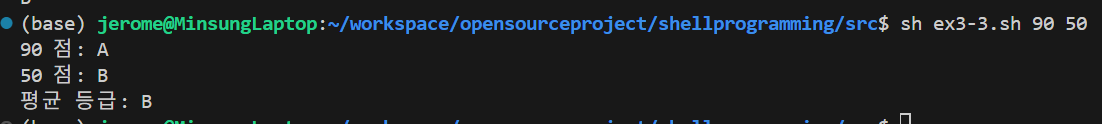 (base) jerome@MinsungLaptop:~/workspace/opensourceproject/shellprogramming/src$ sh ex3-3.sh 90 50
90 점: A
50 점: B
평균 등급: B